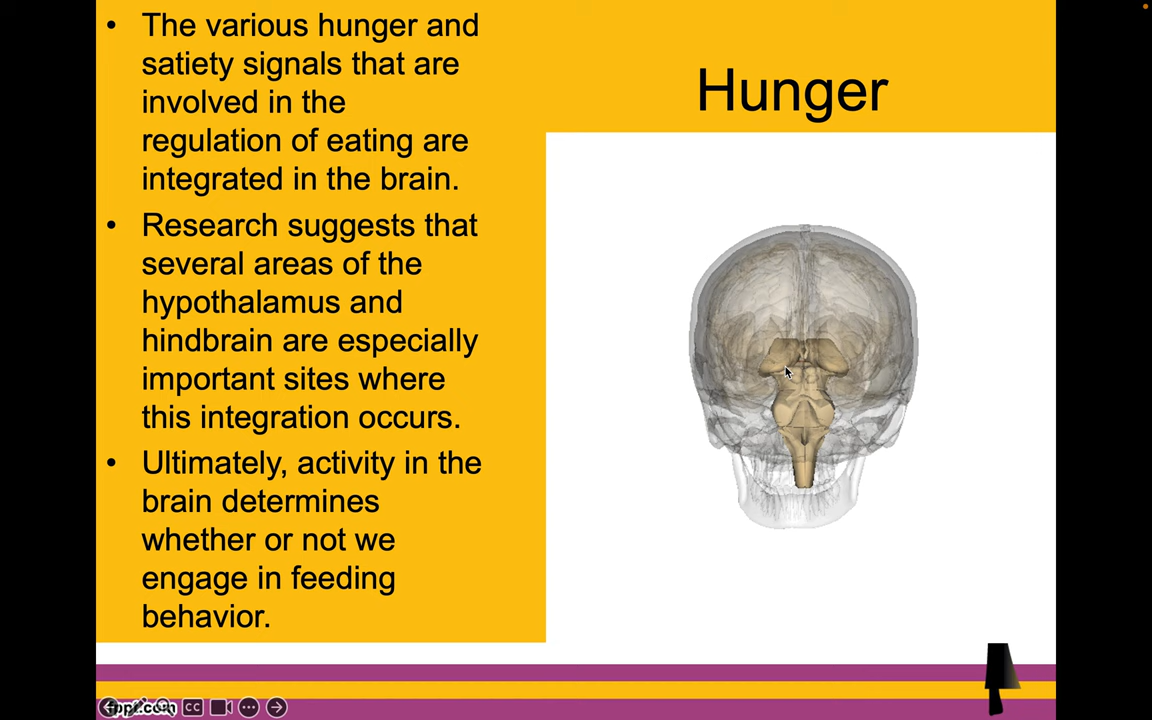 • The various hunger and
satiety signals that are
involved in the
regulation of eating are
integrated in the brain.
• Research suggests that
several areas of the
hypothalamus and
hindbrain are especially
important sites where
this integration occurs.
• Ultimately, activity in the
brain determines
whether or not we
engage in feeding
behavior.
Hunger
CC